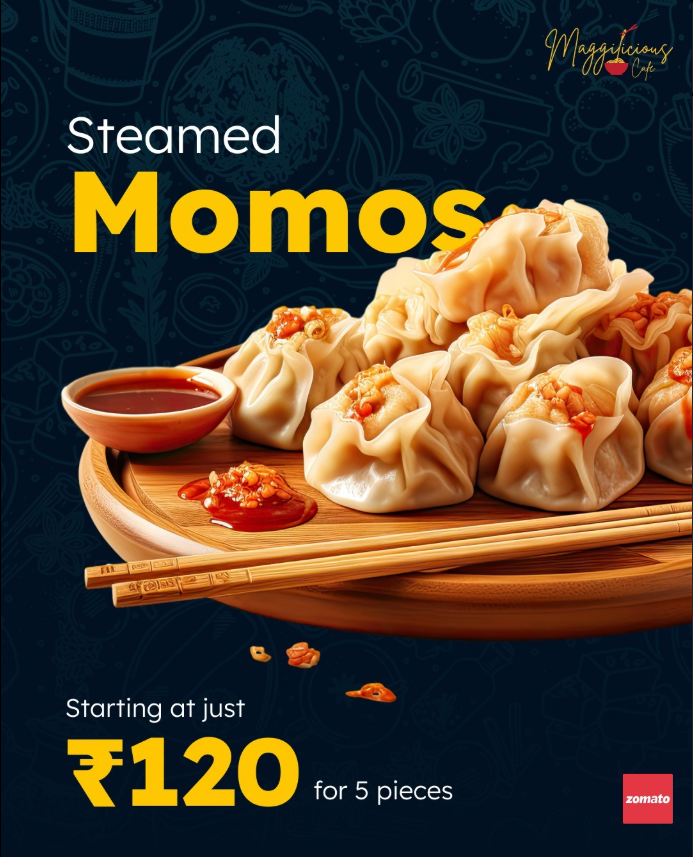 Maggilicious
Cafe
Steamed
Momos
Starting at just
₹120 for 5 pieces
zomato